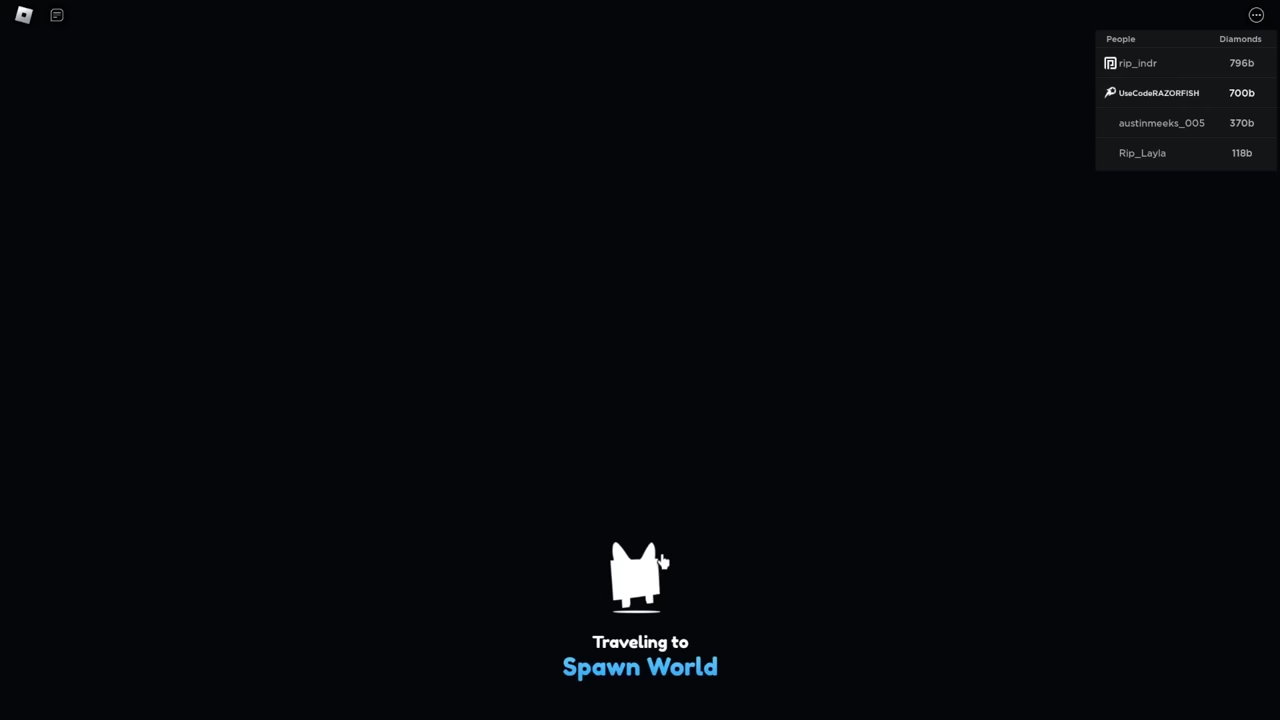 People Diamonds
rip_indr 796b
UseCodeRAZORFISH 700b
austinmeeks_005 370b
Rip_Layla 118b
Traveling to
Spawn World